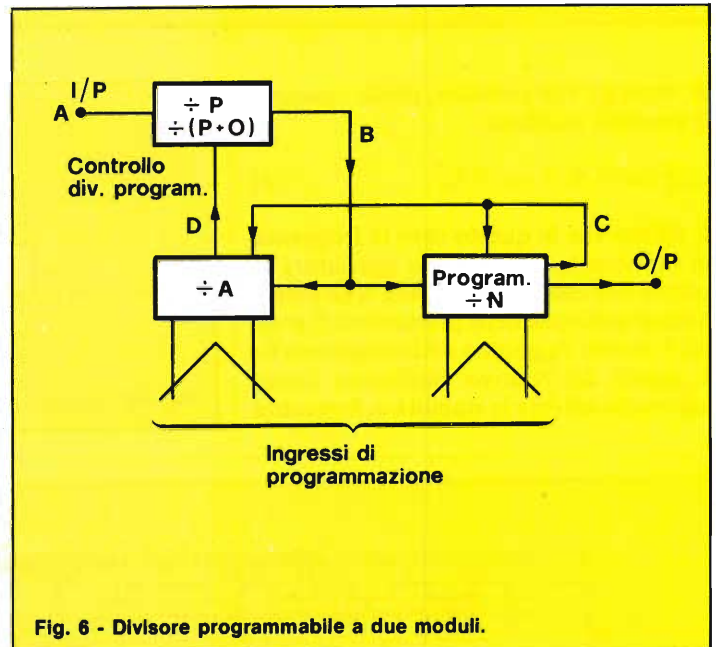 I/P
A
÷ P
÷(P+O)
B
Controllo
div. program.
D
C
O/P
÷ A
Program.
÷ N
Ingressi di
programmazione
Fig. 6 - Divisore programmabile a due moduli.